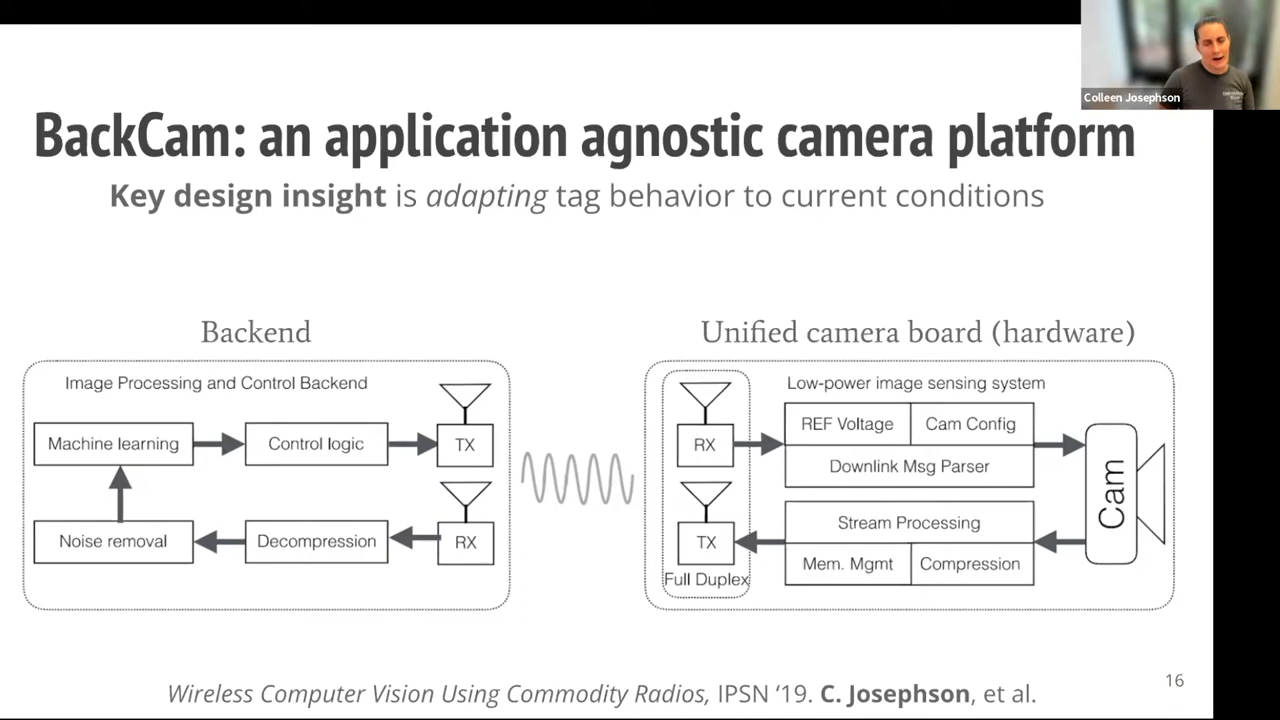 Colleen Josephson
BackCam: an application agnostic camera platform
Key design insight is adapting tag behavior to current conditions
Backend
Image Processing and Control Backend
Machine learning
Control logic
TX
Noise removal
Decompression
RX
Unified camera board (hardware)
Low-power image sensing system
RX
REF Voltage
Cam Config
Downlink Msg Parser
Cam
TX
Stream Processing
Mem. Mgmt
Compression
Full Duplex
Wireless Computer Vision Using Commodity Radios, IPSN ‘19. C. Josephson, et al.
16